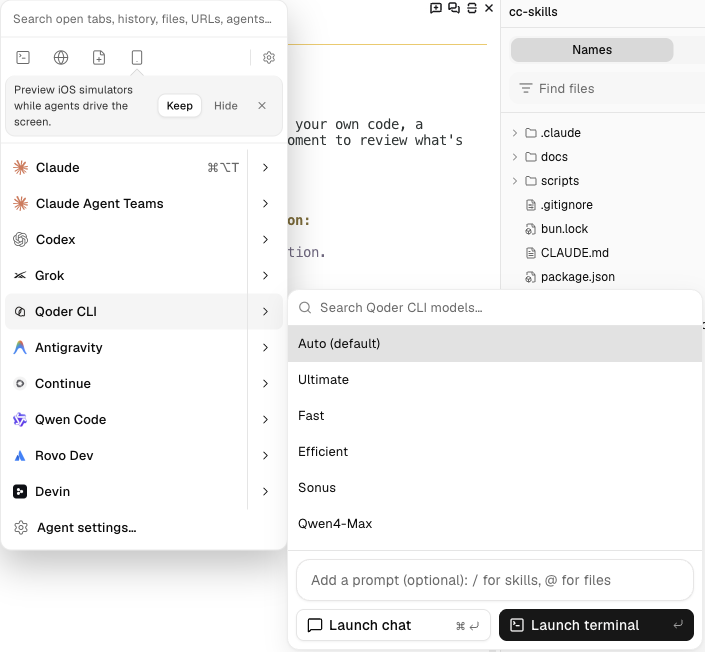 Search open tabs, history, files, URLs, agents...
Preview iOS simulators
while agents drive the
screen.
Keep
Hide
Claude
⌘⌥T
Claude Agent Teams
Codex
Grok
Qoder CLI
Antigravity
Continue
Qwen Code
Rovo Dev
Devin
Agent settings...
your own code, a
oment to review what's
on:
tion.
cc-skills
Names
Find files
.claude
docs
scripts
.gitignore
bun.lock
CLAUDE.md
package.json
Search Qoder CLI models...
Auto (default)
Ultimate
Fast
Efficient
Sonus
Qwen4-Max
Add a prompt (optional): / for skills, @ for files
Launch chat
⌘ ↵
Launch terminal
↵